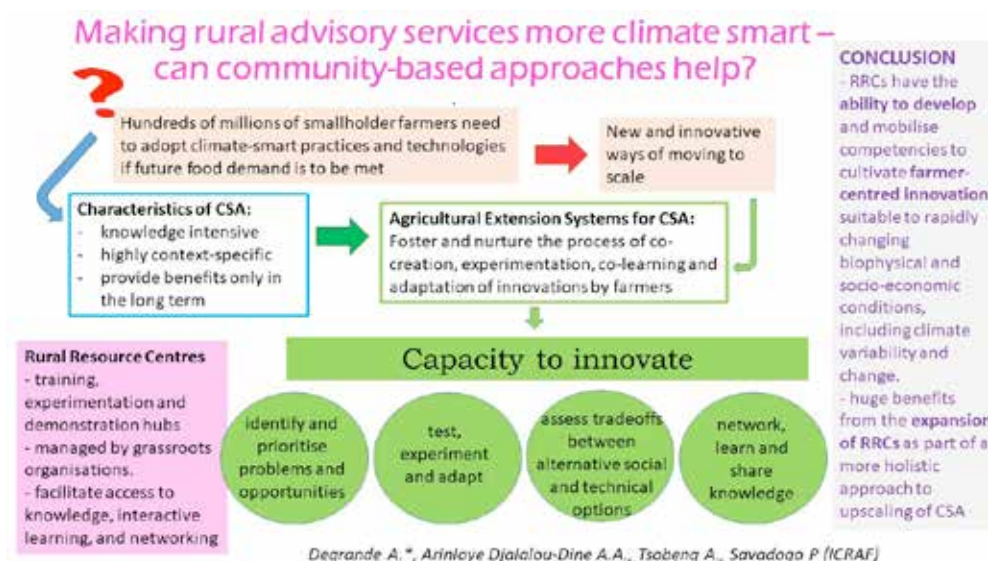 Making rural advisory services more climate smart –
can community-based approaches help?
?
Hundreds of millions of smallholder farmers need
to adopt climate-smart practices and technologies
if future food demand is to be met
New and innovative
ways of moving to
scale
Characteristics of CSA:
- knowledge intensive
- highly context-specific
- provide benefits only in
the long term
Agricultural Extension Systems for CSA:
Foster and nurture the process of co-
creation, experimentation, co-learning and
adaptation of innovations by farmers
Capacity to innovate
identify and
prioritise
problems and
opportunities
test,
experiment
and adapt
assess tradeoffs
between
alternative social
and technical
options
network,
learn and
share
knowledge
Rural Resource Centres
- training,
experimentation and
demonstration hubs
- managed by grassroots
organisations.
- facilitate access to
knowledge, interactive
learning, and networking
CONCLUSION
- RRCs have the
ability to develop
and mobilise
competencies to
cultivate farmer-
centred innovation
suitable to rapidly
changing
biophysical and
socio-economic
conditions,
including climate
variability and
change.
- huge benefits
from the expansion
of RRCs as part of a
more holistic
approach to
upscaling of CSA
Degrande A.*, Arinloye Djalalou-Dine A.A., Tsobeng A., Savadogo P (ICRAF)